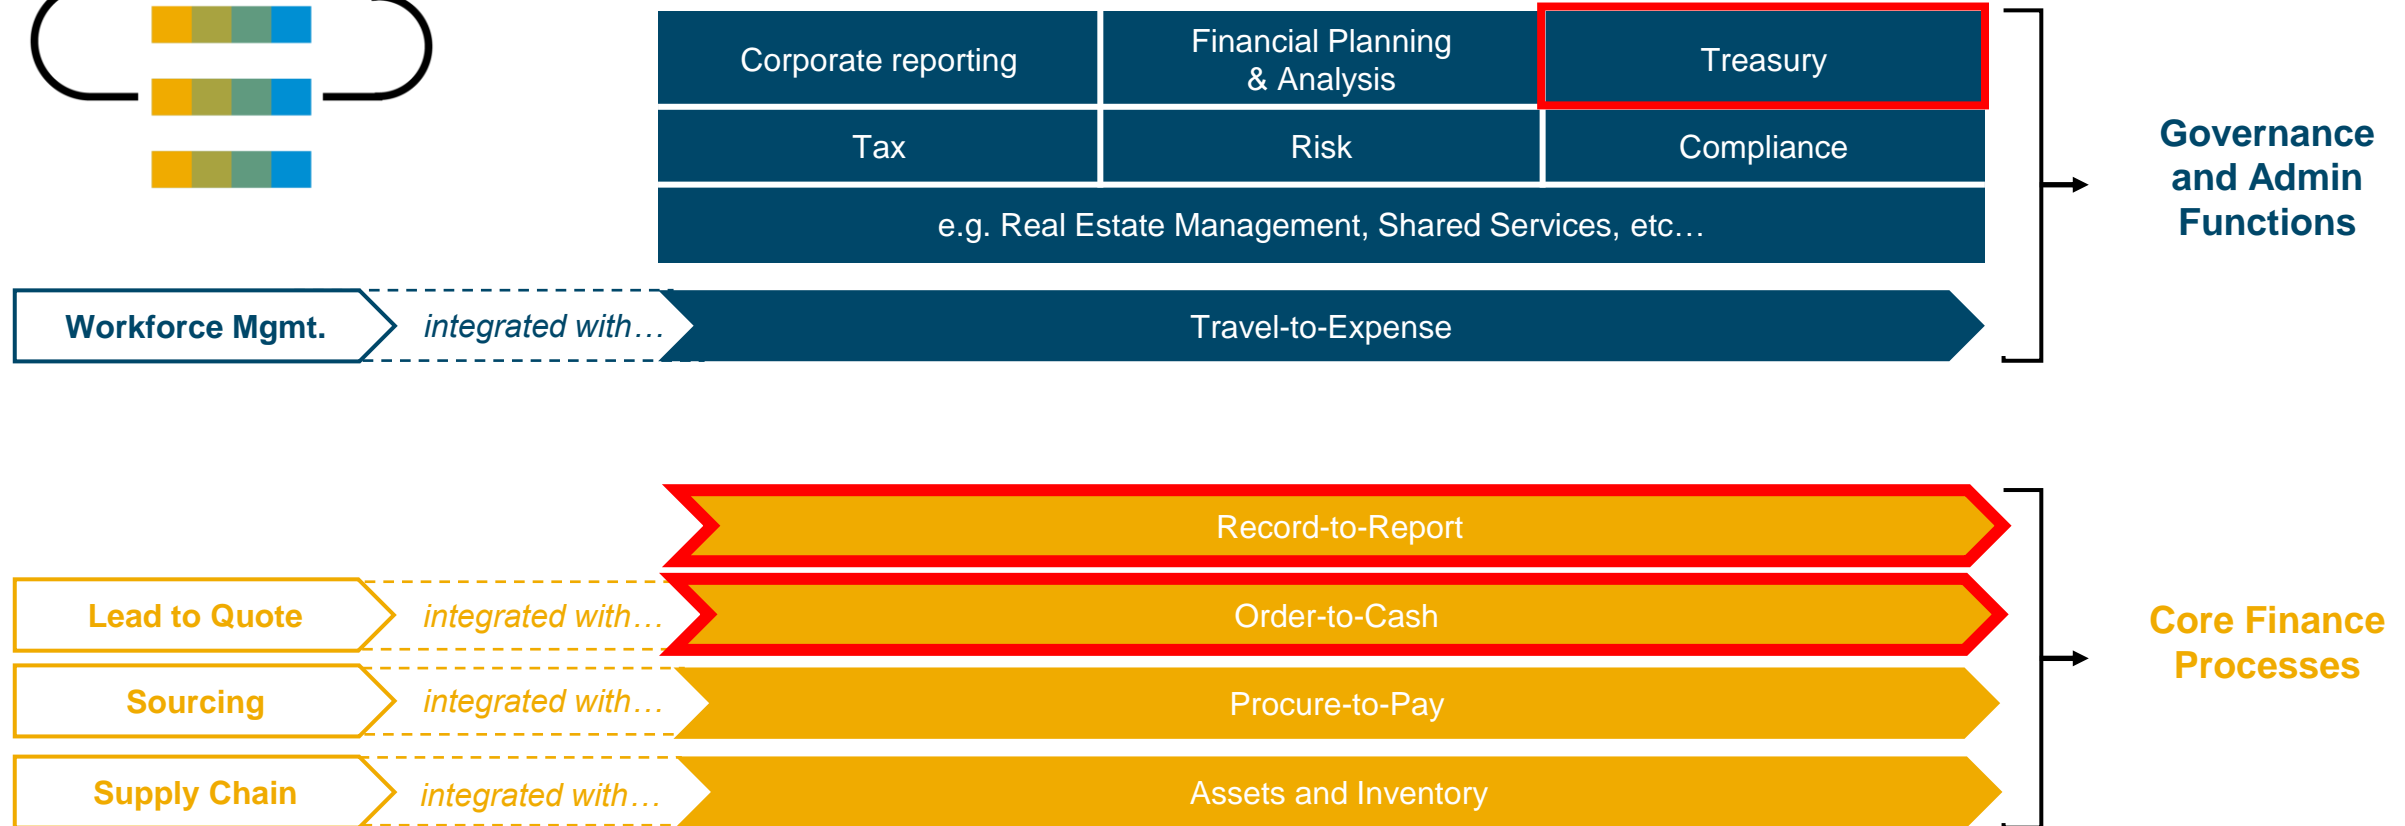 Corporate reporting
Financial Planning
& Analysis
Treasury
Tax
Risk
Compliance
e.g. Real Estate Management, Shared Services, etc…
Governance
and Admin
Functions
Workforce Mgmt.
integrated with…
Travel-to-Expense
Record-to-Report
Lead to Quote
integrated with…
Order-to-Cash
Sourcing
integrated with…
Procure-to-Pay
Supply Chain
integrated with…
Assets and Inventory
Core Finance
Processes